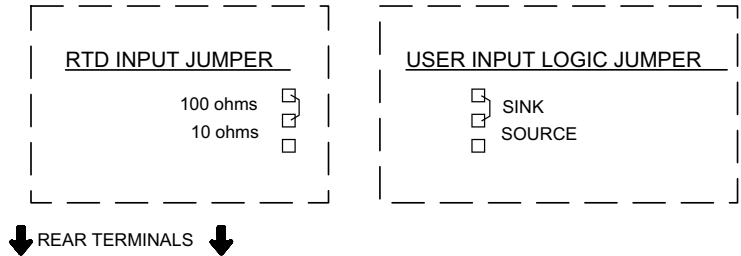 RTD INPUT JUMPER
100 ohms
10 ohms
USER INPUT LOGIC JUMPER
SINK
SOURCE
REAR TERMINALS